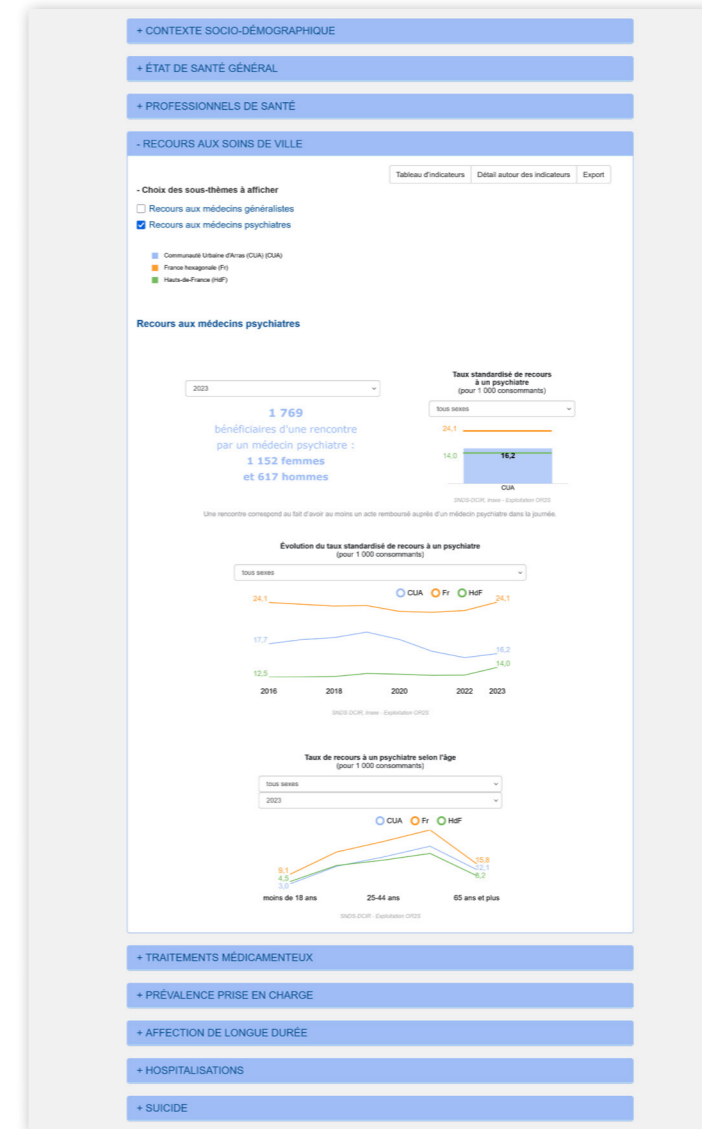 + CONTEXTE SOCIO-DÉMOGRAPHIQUE
+ ÉTAT DE SANTÉ GÉNÉRAL
+ PROFESSIONNELS DE SANTÉ
- RECOURS AUX SOINS DE VILLE
Tableau d'indicateurs Détail autour des indicateurs Export
- Choix des sous-thèmes à afficher
Recours aux médecins généralistes
Recours aux médecins psychiatres
Communauté Urbaine d'Arras (CUA) (CUA)
France hexagonale (Fr)
Hauts-de-France (HdF)
Recours aux médecins psychiatres
2023
1 769
bénéficiaires d'une rencontre
par un médecin psychiatre :
1 152 femmes
et 617 hommes
Taux standardisé de recours
à un psychiatre
(pour 1 000 consommants)
tous sexes
24,1
14,0
16,2
CUA
SNDS-DCIR, Insee - Exploitation OR2S
Une rencontre correspond au fait d'avoir au moins un acte remboursé auprès d'un médecin psychiatre dans la journée.
Évolution du taux standardisé de recours à un psychiatre
(pour 1 000 consommants)
tous sexes
CUA Fr HdF
24,1 24,1
17,7 16,2
12,5 14,0
2016 2018 2020 2022 2023
SNDS-DCIR, Insee - Exploitation OR2S
Taux de recours à un psychiatre selon l'âge
(pour 1 000 consommants)
tous sexes
2023
CUA Fr HdF
9,1 15,8
4,5 12,1
3,0 8,2
moins de 18 ans 25-44 ans 65 ans et plus
SNDS-DCIR - Exploitation OR2S
+ TRAITEMENTS MÉDICAMENTEUX
+ PRÉVALENCE PRISE EN CHARGE
+ AFFECTION DE LONGUE DURÉE
+ HOSPITALISATIONS
+ SUICIDE